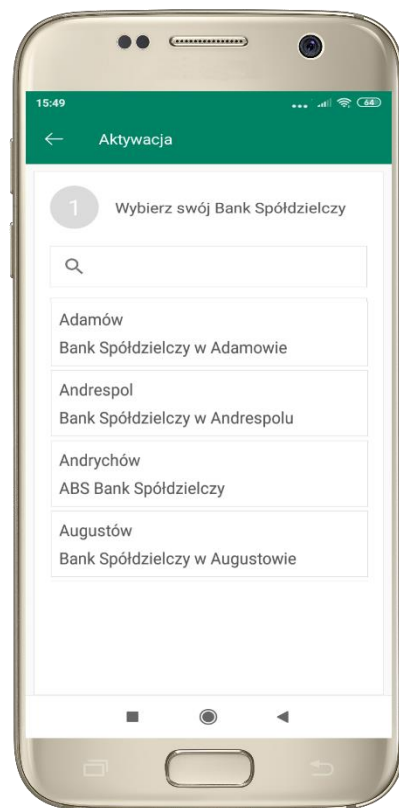 15:49
64
Aktywacja
1 Wybierz swój Bank Spółdzielczy
Adamów
Bank Spółdzielczy w Adamowie
Andrespol
Bank Spółdzielczy w Andrespolu
Andrychów
ABS Bank Spółdzielczy
Augustów
Bank Spółdzielczy w Augustowie